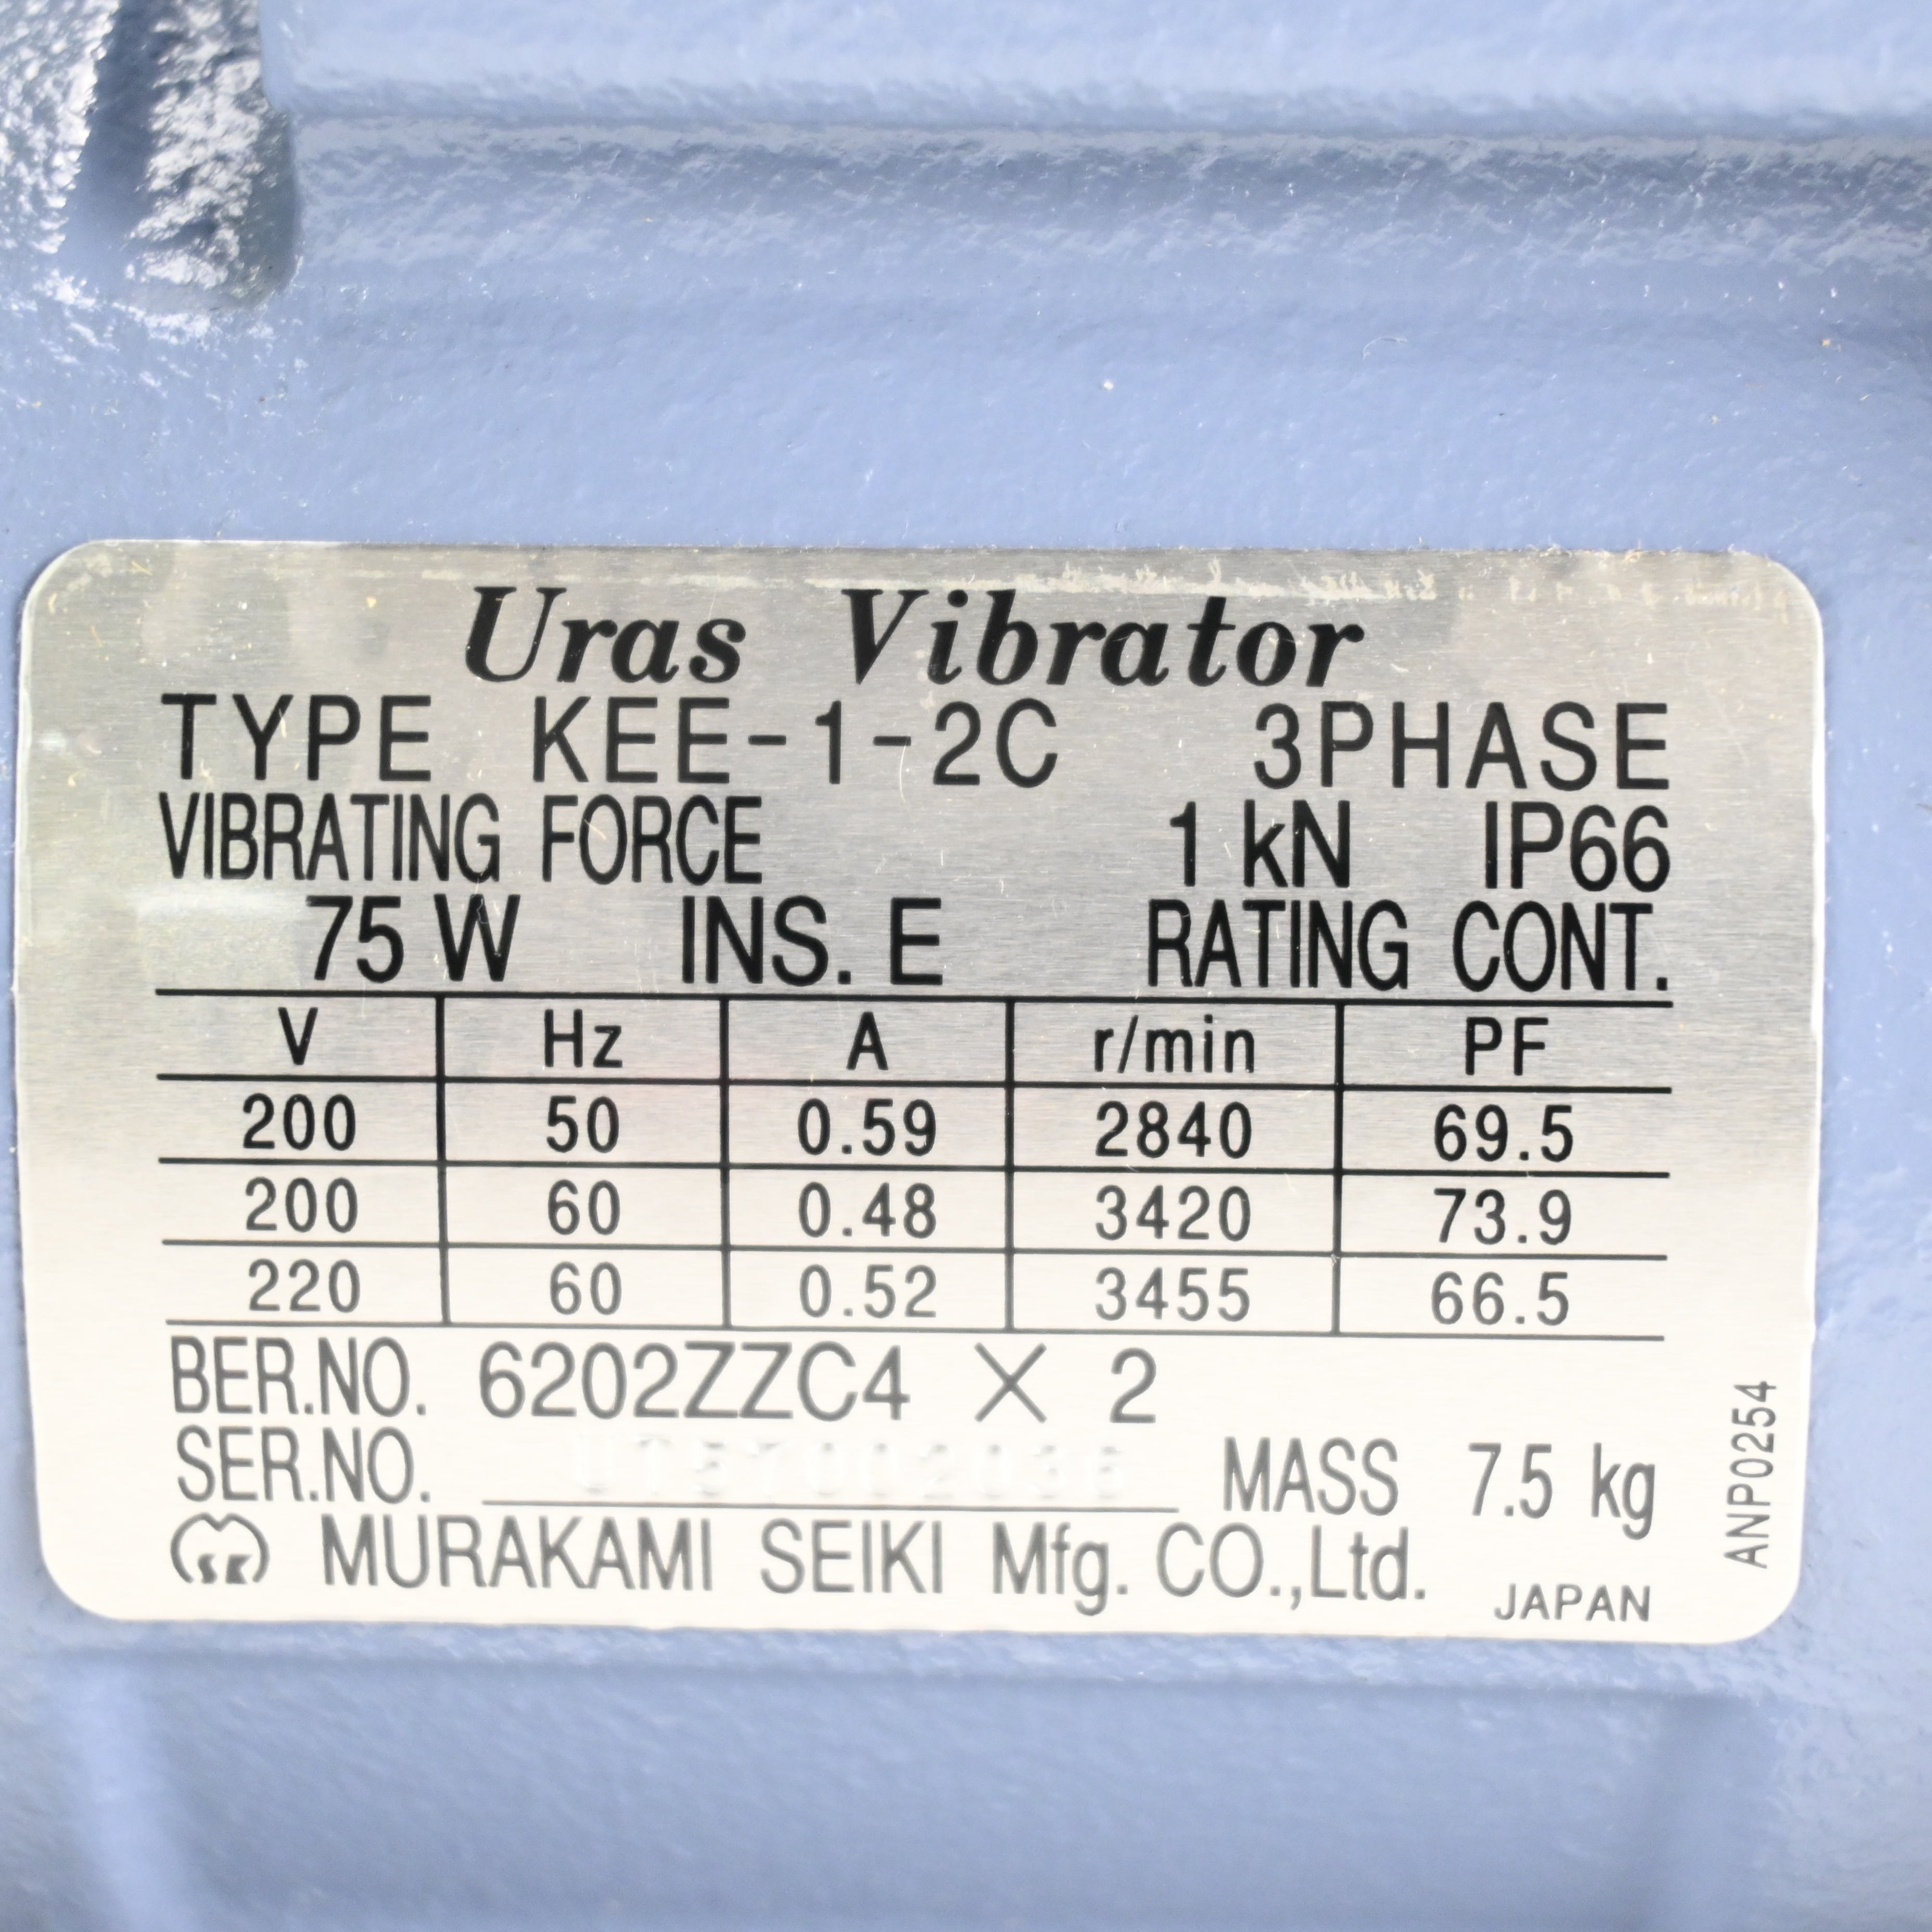 Uras Vibrator
TYPE KEE-1-2C 3PHASE
VIBRATING FORCE 1 kN IP66
75 W INS. E RATING CONT.
V Hz A r/min PF
200 50 0.59 2840 69.5
200 60 0.48 3420 73.9
220 60 0.52 3455 66.5
BER.NO. 6202ZZC4 × 2
SER.NO. MASS 7.5 kg
SK MURAKAMI SEIKI Mfg. CO.,Ltd.
JAPAN
ANP0254